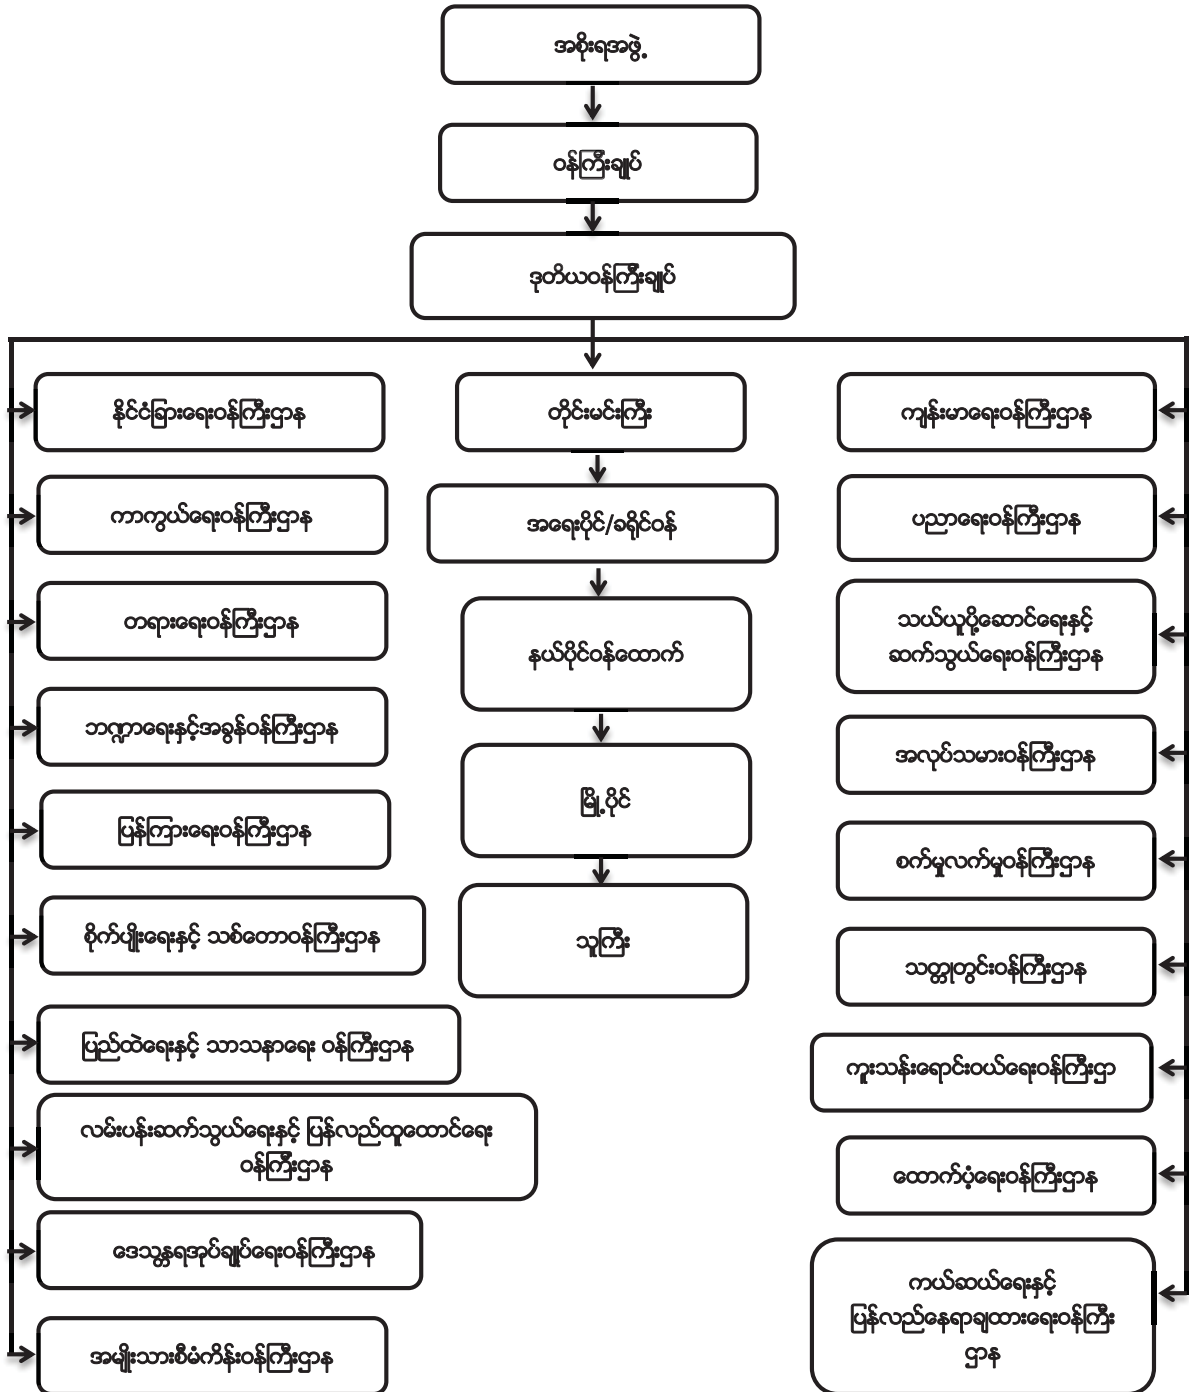 အစိုးရအဖွဲ့
ဝန်ကြီးချုပ်
ဒုတိယဝန်ကြီးချုပ်
နိုင်ငံခြားရေးဝန်ကြီးဌာန
ကာကွယ်ရေးဝန်ကြီးဌာန
တရားရေးဝန်ကြီးဌာန
ဘဏ္ဍာရေးနှင့်အခွန်ဝန်ကြီးဌာန
ပြန်ကြားရေးဝန်ကြီးဌာန
စိုက်ပျိုးရေးနှင့် သစ်တောဝန်ကြီးဌာန
ပြည်ထဲရေးနှင့် သာသနာရေး ဝန်ကြီးဌာန
လမ်းပန်းဆက်သွယ်ရေးနှင့် ပြန်လည်ထူထောင်ရေး
ဝန်ကြီးဌာန
ဒေသန္တရအုပ်ချုပ်ရေးဝန်ကြီးဌာန
အမျိုးသားစီမံကိန်းဝန်ကြီးဌာန
တိုင်းမင်းကြီး
အရေးပိုင်/ခရိုင်ဝန်
နယ်ပိုင်ဝန်ထောက်
မြို့ပိုင်
သူကြီး
ကျန်းမာရေးဝန်ကြီးဌာန
ပညာရေးဝန်ကြီးဌာန
သယ်ယူပို့ဆောင်ရေးနှင့်
ဆက်သွယ်ရေးဝန်ကြီးဌာန
အလုပ်သမားဝန်ကြီးဌာန
စက်မှုလက်မှုဝန်ကြီးဌာန
သတ္တုတွင်းဝန်ကြီးဌာန
ကူးသန်းရောင်းဝယ်ရေးဝန်ကြီးဌာ
ထောက်ပံ့ရေးဝန်ကြီးဌာန
ကယ်ဆယ်ရေးနှင့်
ပြန်လည်နေရာချထားရေးဝန်ကြီး
ဌာန